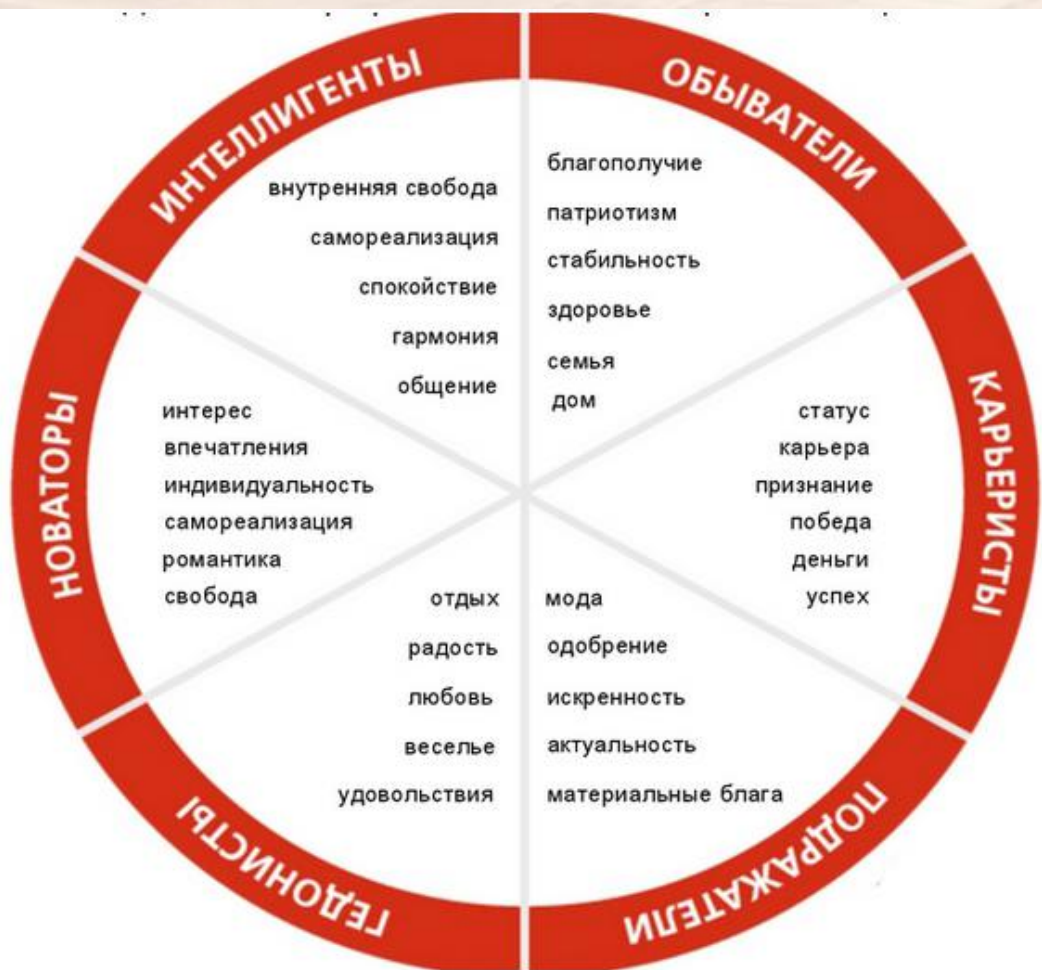 ИНТЕЛЛИГЕНТЫ
внутренняя свобода
самореализация
спокойствие
гармония
общение
ОБЫВАТЕЛИ
благополучие
патриотизм
стабильность
здоровье
семья
дом
КАРЬЕРИСТЫ
статус
карьера
признание
победа
деньги
успех
ПОДРАЖАТЕЛИ
мода
одобрение
искренность
актуальность
материальные блага
ГЕДОНИСТЫ
отдых
радость
любовь
веселье
удовольствия
НОВАТОРЫ
интерес
впечатления
индивидуальность
самореализация
романтика
свобода